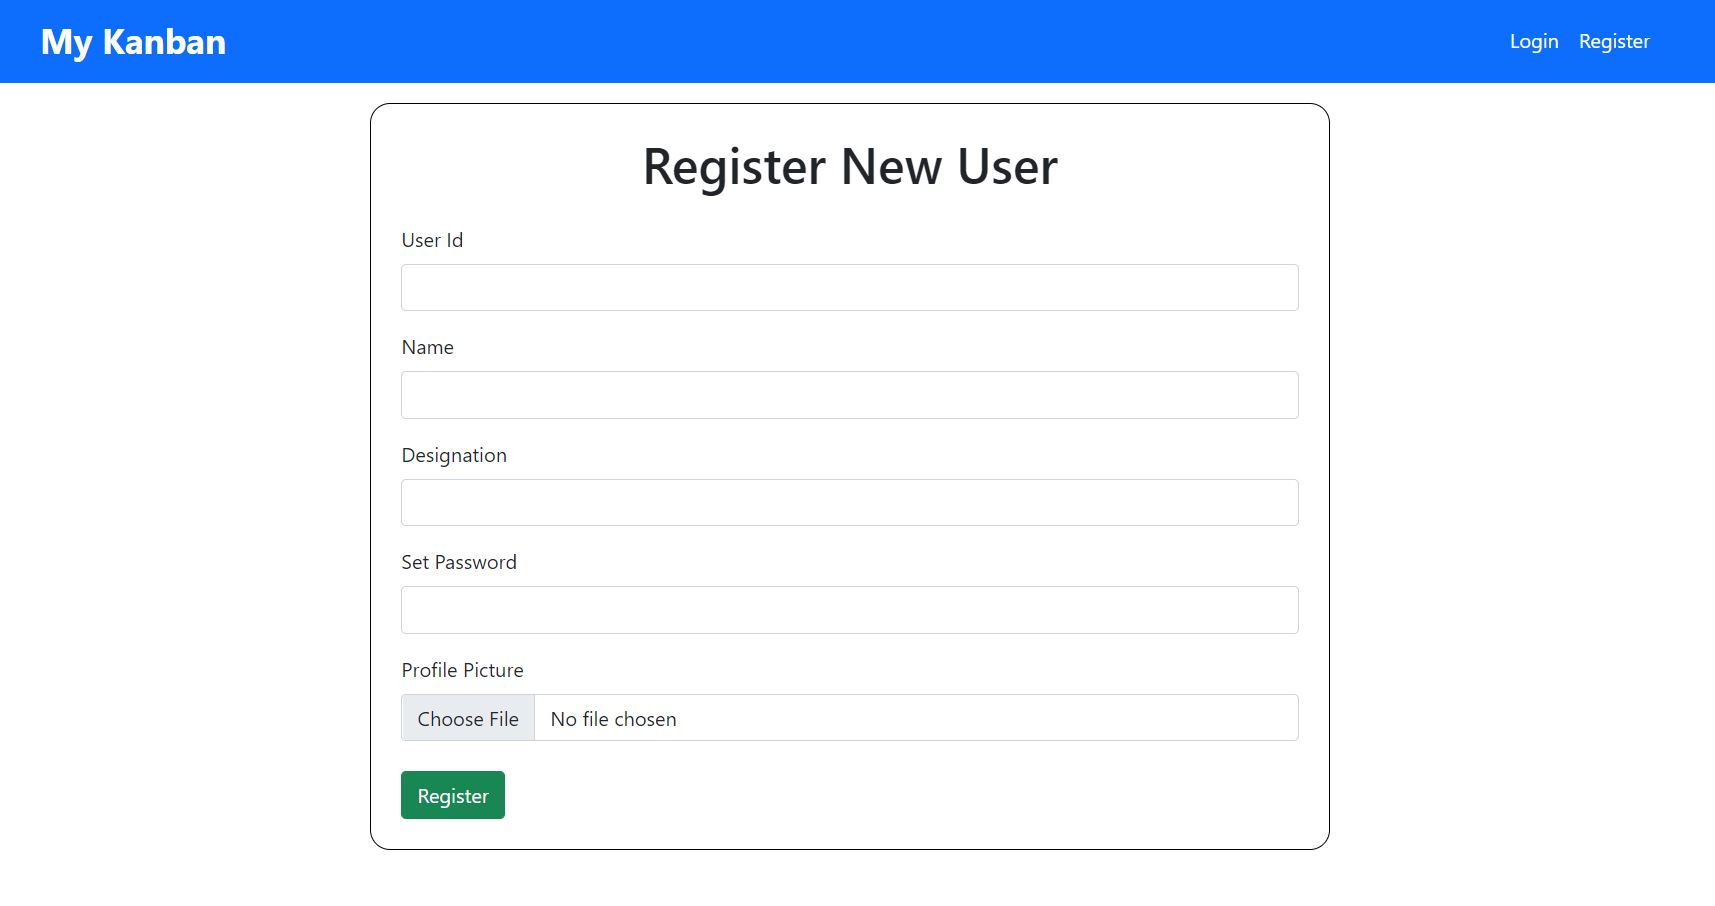 My Kanban
Login Register
Register New User
User Id
Name
Designation
Set Password
Profile Picture
Choose File No file chosen
Register